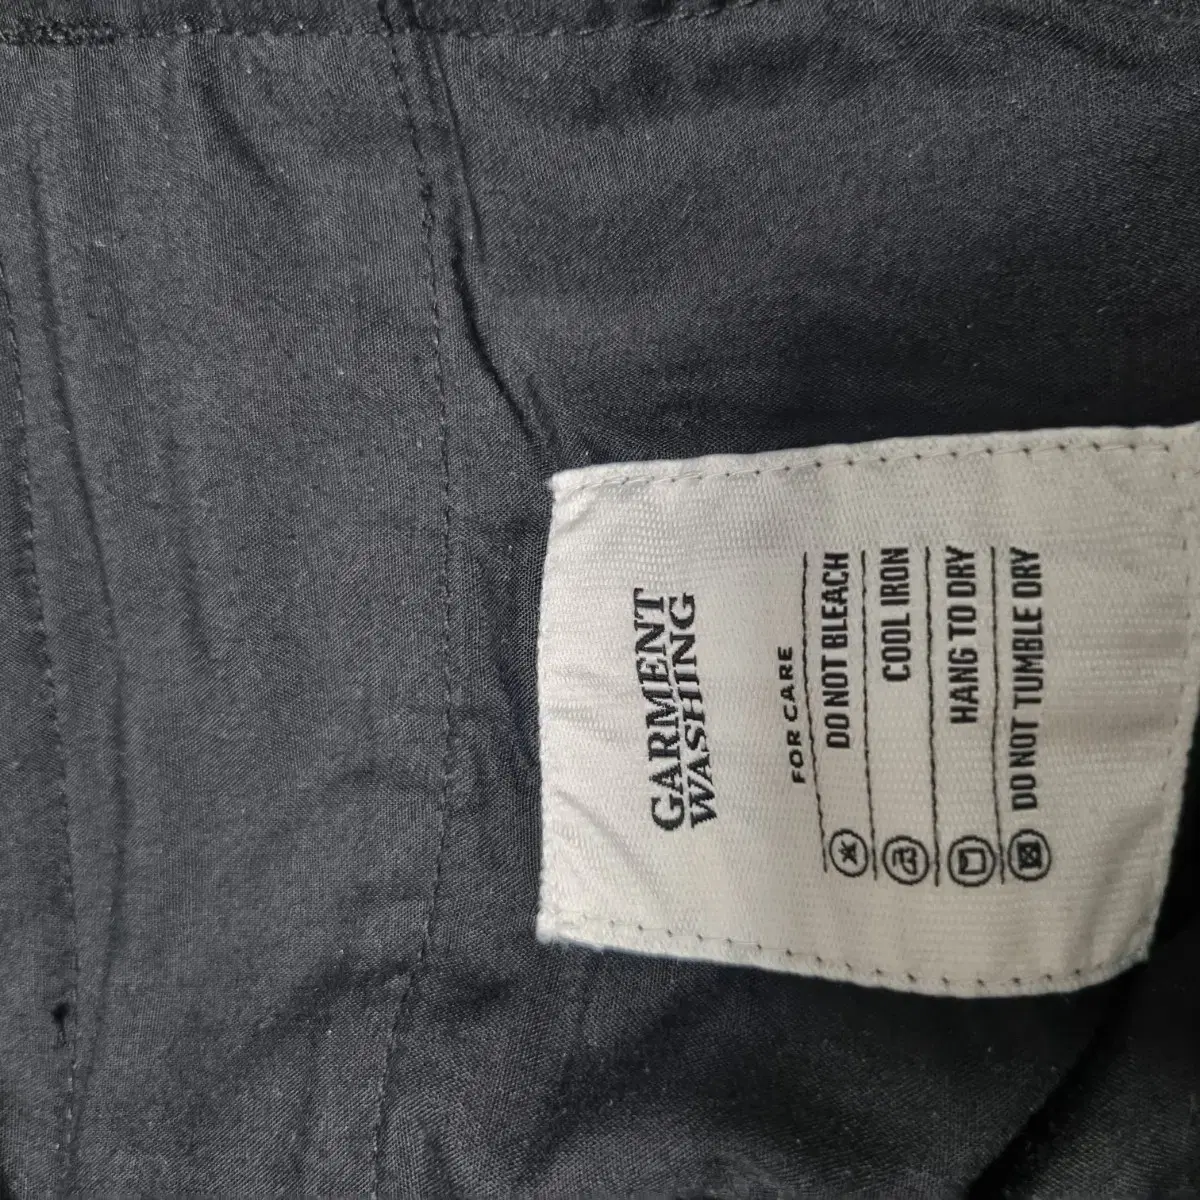 GARMENT
WASHING
FOR CARE
DO NOT BLEACH
COOL IRON
HANG TO DRY
DO NOT TUMBLE DRY